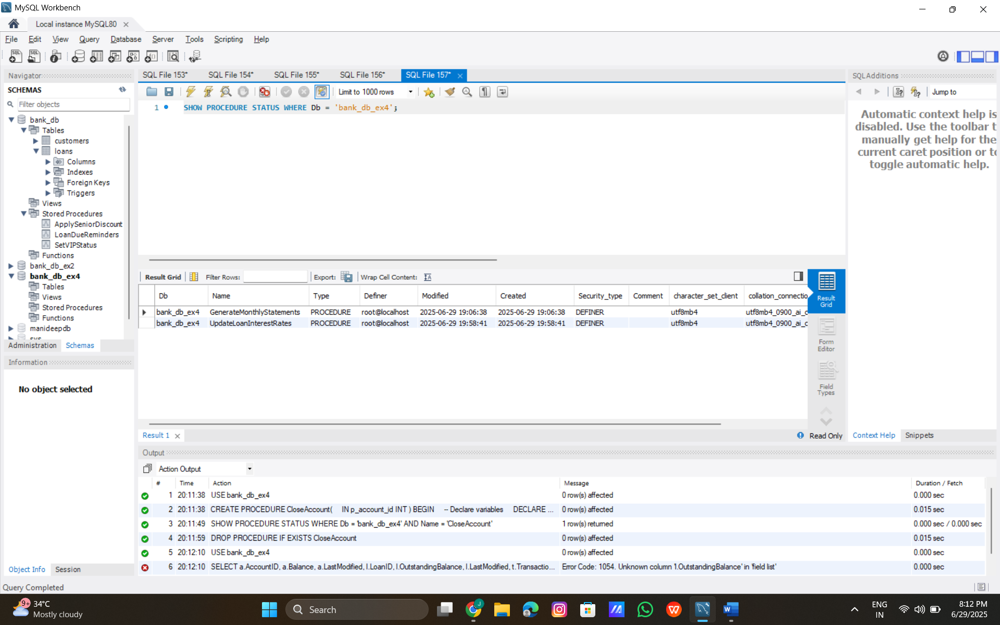 MySQL Workbench
Local instance MySQL80
File Edit View Query Database Server Tools Scripting Help
Navigator
SCHEMAS
Filter objects
bank_db
Tables
customers
loans
Columns
Indexes
Foreign Keys
Triggers
Views
Stored Procedures
ApplySeniorDiscount
LoanDueReminders
SetVIPStatus
Functions
bank_db_ex2
bank_db_ex4
Tables
Views
Stored Procedures
Functions
manideepdb
sys
Administration Schemas
Information
No object selected
Object Info Session
SQL File 153* SQL File 154* SQL File 155* SQL File 156* SQL File 157*
Limit to 1000 rows
1 SHOW PROCEDURE STATUS WHERE Db = 'bank_db_ex4';
Result Grid Filter Rows: Export: Wrap Cell Content:
Db Name Type Definer Modified Created Security_type Comment character_set_client collation_connectio
bank_db_ex4 GenerateMonthlyStatements PROCEDURE root@localhost 2025-06-29 19:06:38 2025-06-29 19:06:38 DEFINER utf8mb4 utf8mb4_0900_ai_c
bank_db_ex4 UpdateLoanInterestRates PROCEDURE root@localhost 2025-06-29 19:58:41 2025-06-29 19:58:41 DEFINER utf8mb4 utf8mb4_0900_ai_c
Result
Grid
Form
Editor
Field
Types
Result 1
Read Only
SQLAdditions
Jump to
Automatic context help is
disabled. Use the toolbar t
manually get help for the
current caret position or to
toggle automatic help.
Context Help Snippets
Output
Action Output
# Time Action Message Duration / Fetch
1 20:11:38 USE bank_db_ex4 0 row(s) affected 0.000 sec
2 20:11:38 CREATE PROCEDURE CloseAccount( IN p_account_id INT ) BEGIN -- Declare variables DECLARE ... 0 row(s) affected 0.015 sec
3 20:11:49 SHOW PROCEDURE STATUS WHERE Db = 'bank_db_ex4' AND Name = 'CloseAccount' 1 row(s) returned 0.000 sec / 0.000 sec
4 20:11:59 DROP PROCEDURE IF EXISTS CloseAccount 0 row(s) affected 0.015 sec
5 20:12:10 USE bank_db_ex4 0 row(s) affected 0.000 sec
6 20:12:10 SELECT a.AccountID, a.Balance, a.LastModified, l.LoanID, l.OutstandingBalance, l.LastModified, t.Transactio... Error Code: 1054. Unknown column 'l.OutstandingBalance' in 'field list' 0.000 sec
Query Completed
9+
34°C
Mostly cloudy
Search
J
ENG
IN
8:12 PM
6/29/2025